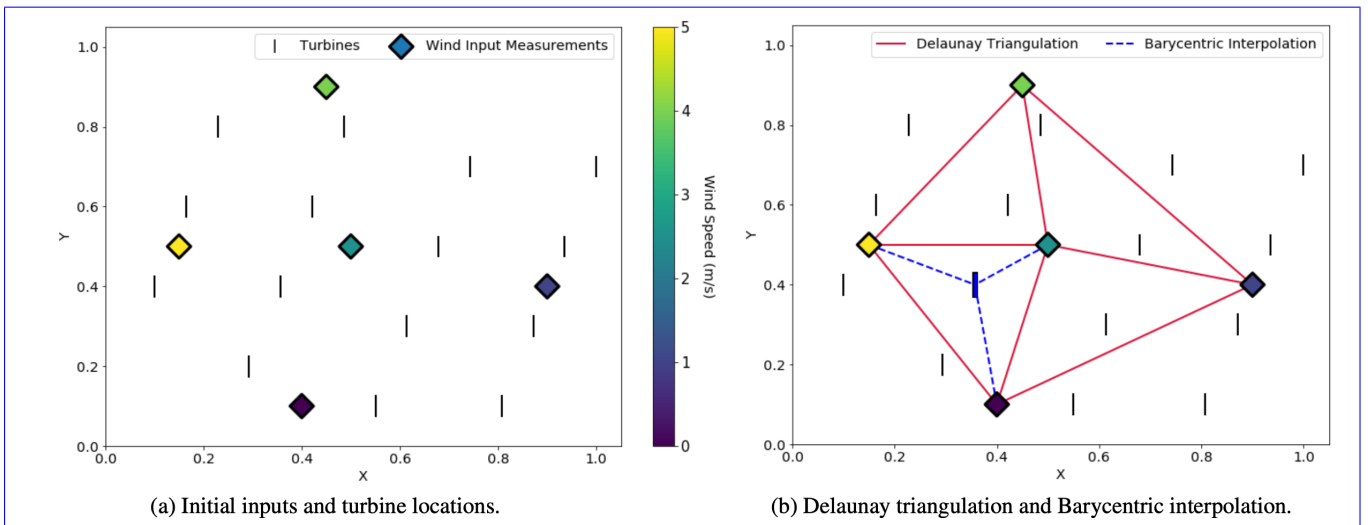 Turbines
Wind Input Measurements
1.0
0.8
0.6
0.4
0.2
0.0
Y
0.0 0.2 0.4 0.6 0.8 1.0
X
5
4
3
2
1
0
Wind Speed (m/s)
(a) Initial inputs and turbine locations.
Delaunay Triangulation
Barycentric Interpolation
1.0
0.8
0.6
0.4
0.2
0.0
Y
0.0 0.2 0.4 0.6 0.8 1.0
X
(b) Delaunay triangulation and Barycentric interpolation.